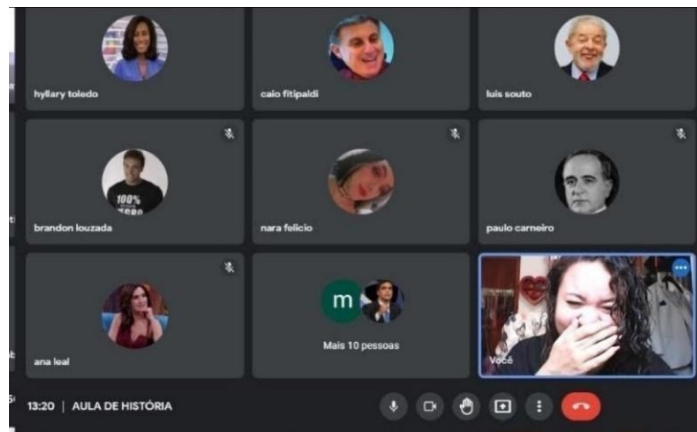 hyllary toledo
caio fitipaldi
luis souto
100%
brandon louzada
nara felicio
paulo carneiro
ana leal
m
Mais 10 pessoas
Você
13:20 | AULA DE HISTÓRIA